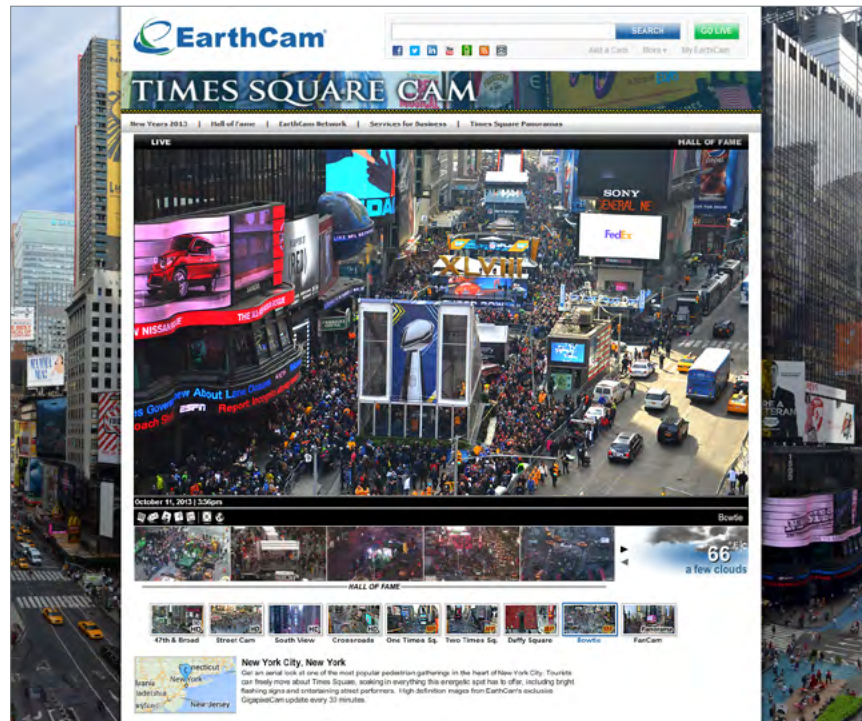 EarthCam
SEARCH
GO LIVE
Add a Cam More My EarthCam
TIMES SQUARE CAM
New Years 2013 | Hall of Fame | EarthCam Network | Services for Business | Times Square Panoramas
LIVE
HALL OF FAME
SONY
GENERAL NE
FedEx
XLVIII
NISSAN
ESPN
October 11, 2013 | 3:36pm
Bowtie
66
a few clouds
HALL OF FAME
47th & Broad
Street Cam
South View
Crossroads
One Times Sq.
Two Times Sq.
Duffy Square
Bowtie
FanCam
New York City, New York
Get an aerial look at one of the most popular pedestrian gatherings in the heart of New York City. Tourists
can freely move about Times Square, soaking in everything this energetic spot has to offer, including bright
flashing signs and entertaining street performers. High definition images from EarthCam's exclusive
GigapixelCam update every 30 minutes.
New York
New Jersey